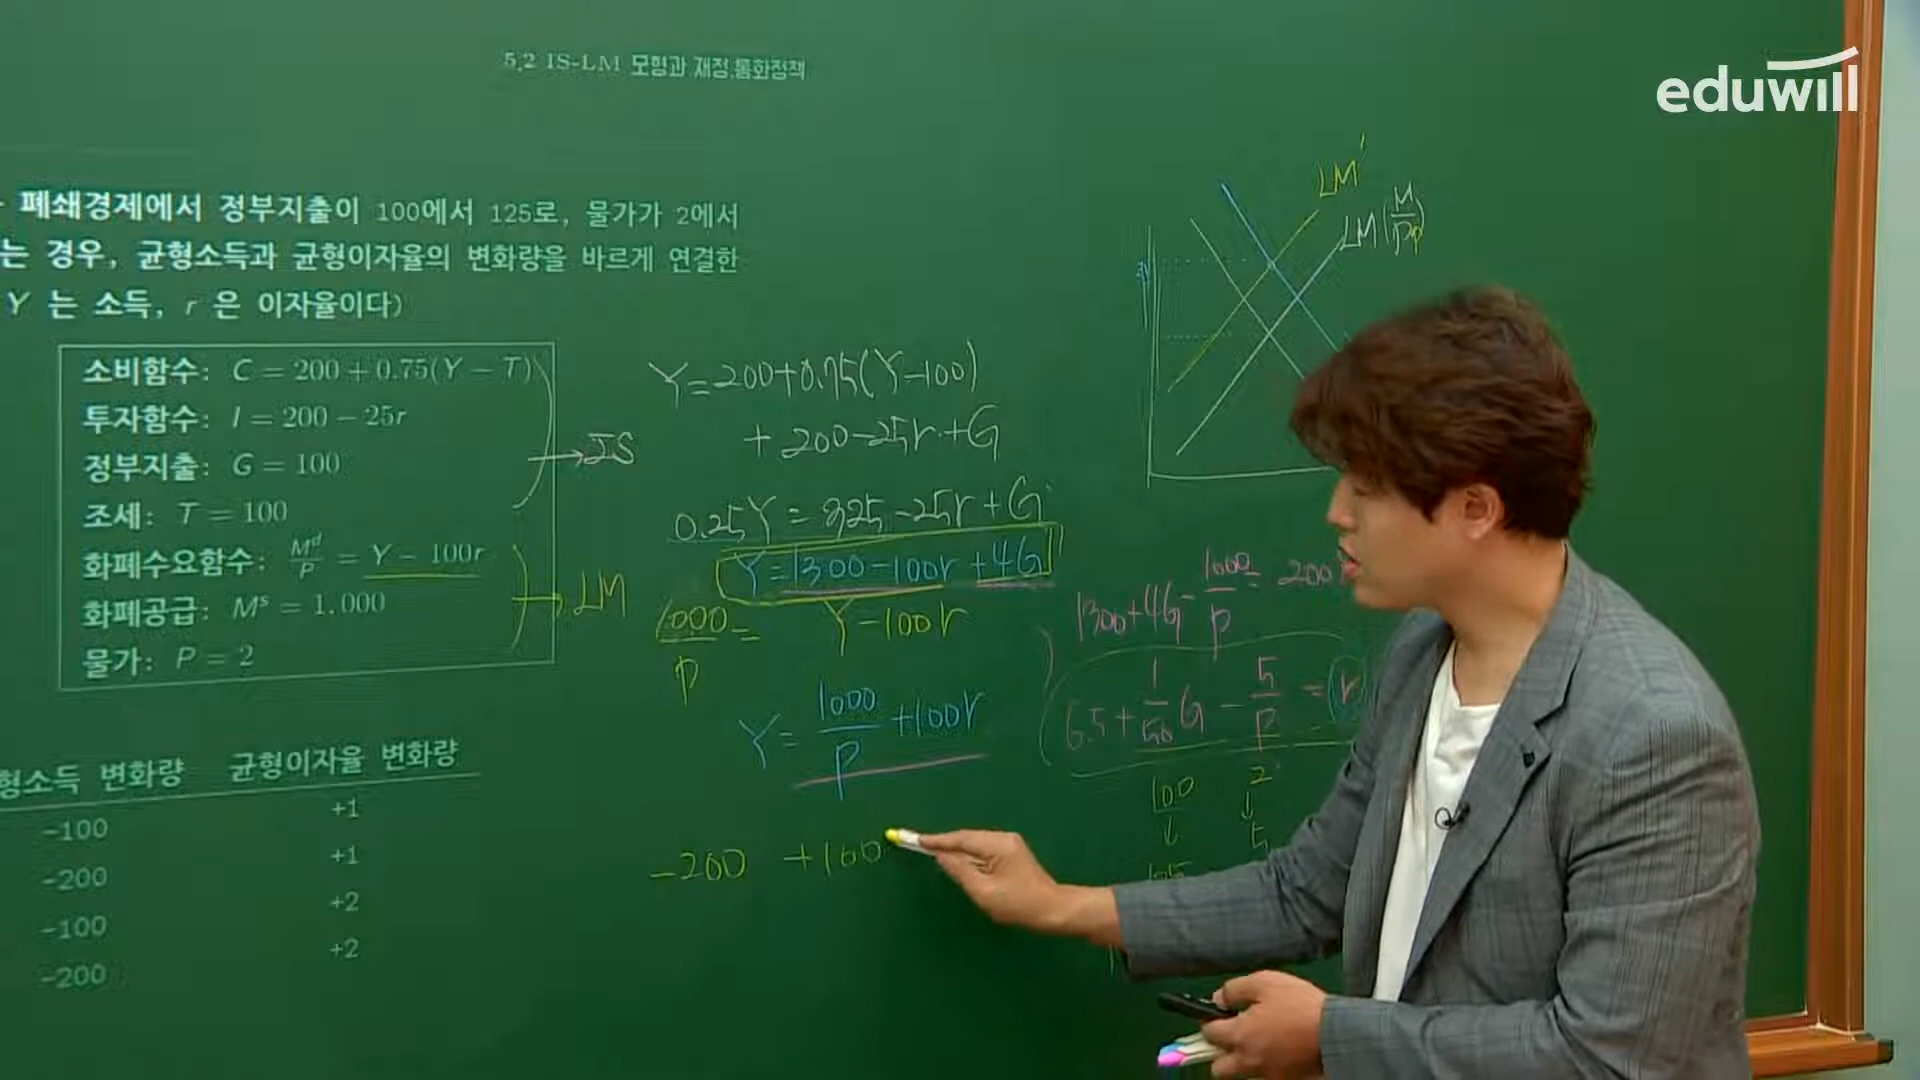 5.2 IS-LM 모형과 재정,통화정책
eduwill
폐쇄경제에서 정부지출이 100에서 125로, 물가가 2에서
는 경우, 균형소득과 균형이자율의 변화량을 바르게 연결한
Y 는 소득, r 은 이자율이다)
소비함수: C = 200 + 0.75(Y − T)
투자함수: I = 200 − 25r
정부지출: G = 100
조세: T = 100
화폐수요함수: M^d/P = Y − 100r
화폐공급: M^s = 1,000
물가: P = 2
→IS
→LM
형소득 변화량 균형이자율 변화량
-100 +1
-200 +1
-100 +2
-200 +2
Y=200+0.75(Y-100)
+200-25r+G
0.25Y=325-25r+G
Y=1300-100r+4G
1000/P = Y-100r
Y=1000/P+100r
-200 +100
LM'
LM(M/P)
1300+4G-1000/P=200
6.5+1/50G-5/P=r
100 2
↓ ↓
5